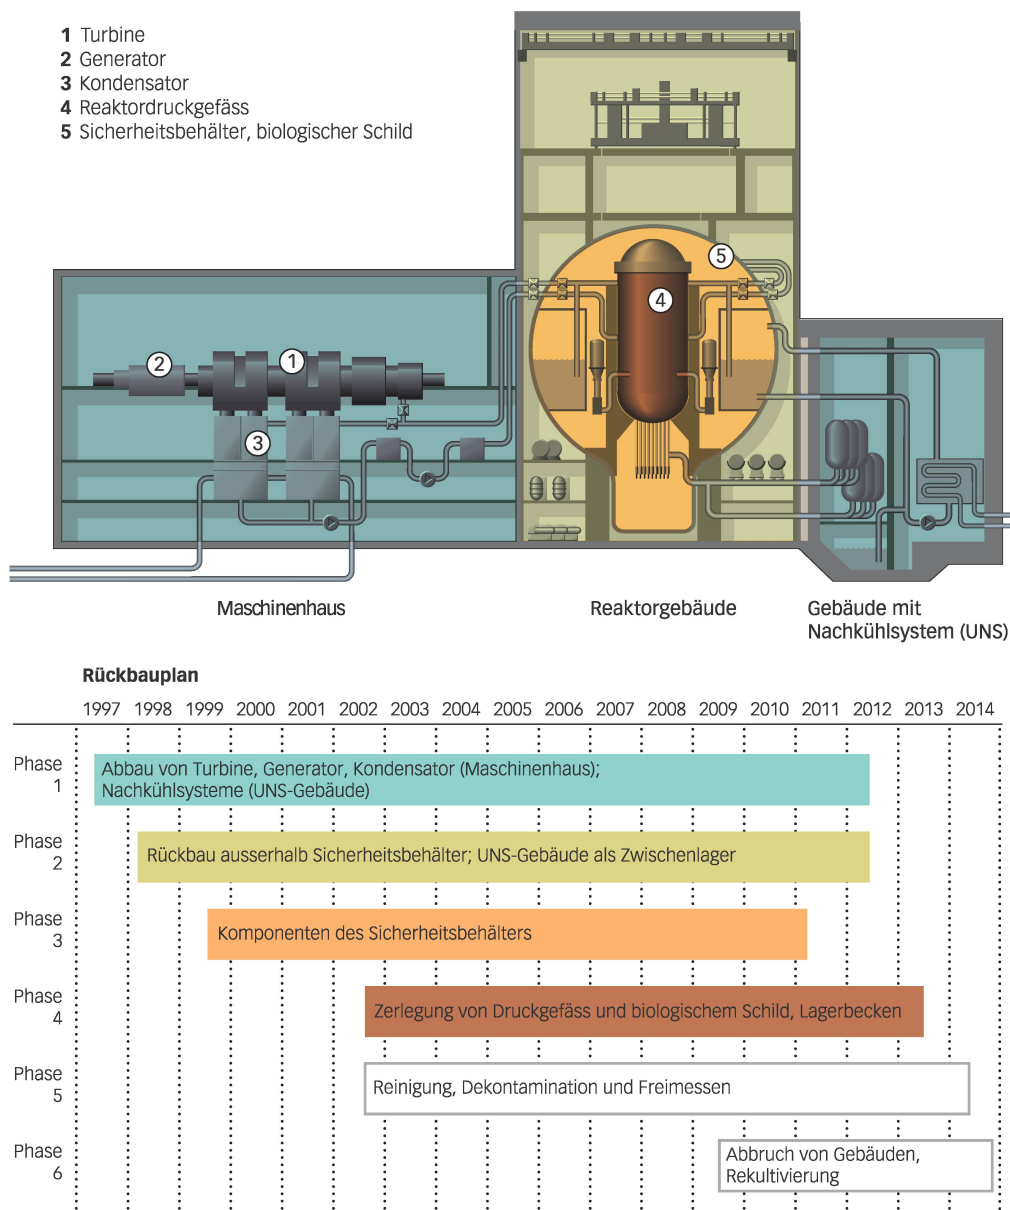 1 Turbine
2 Generator
3 Kondensator
4 Reaktordruckgefäss
5 Sicherheitsbehälter, biologischer Schild
5
4
2
1
3
Maschinenhaus
Reaktorgebäude
Gebäude mit
Nachkühlsystem (UNS)
Rückbauplan
1997 1998 1999 2000 2001 2002 2003 2004 2005 2006 2007 2008 2009 2010 2011 2012 2013 2014
Phase
1
Abbau von Turbine, Generator, Kondensator (Maschinenhaus);
Nachkühlsysteme (UNS-Gebäude)
Phase
2
Rückbau ausserhalb Sicherheitsbehälter; UNS-Gebäude als Zwischenlager
Phase
3
Komponenten des Sicherheitsbehälters
Phase
4
Zerlegung von Druckgefäss und biologischem Schild, Lagerbecken
Phase
5
Reinigung, Dekontamination und Freimessen
Phase
6
Abbruch von Gebäuden,
Rekultivierung